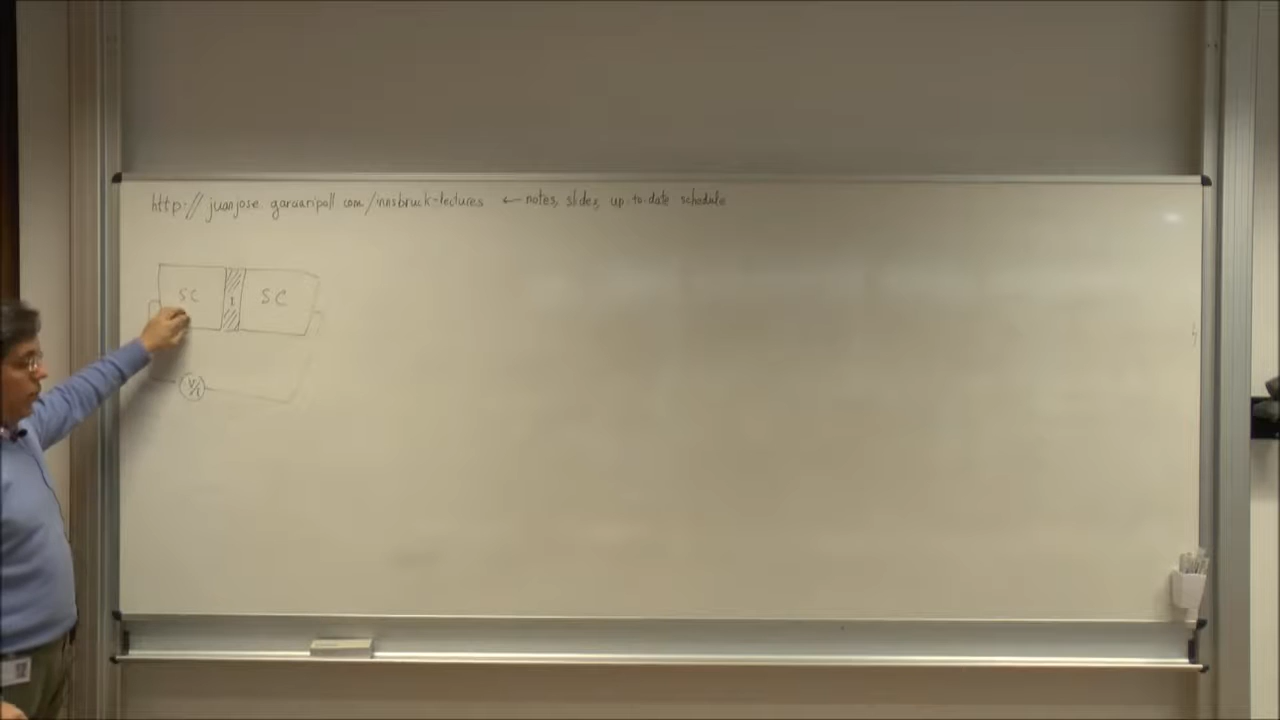 http:// juanjose.garciaripoll.com/innsbruck-lectures ← notes, slides, up-to-date schedule
SC I SC
V/I